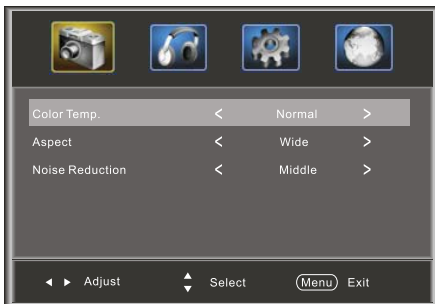 Color Temp. < Normal >
Aspect < Wide >
Noise Reduction < Middle >
Adjust Select Menu Exit